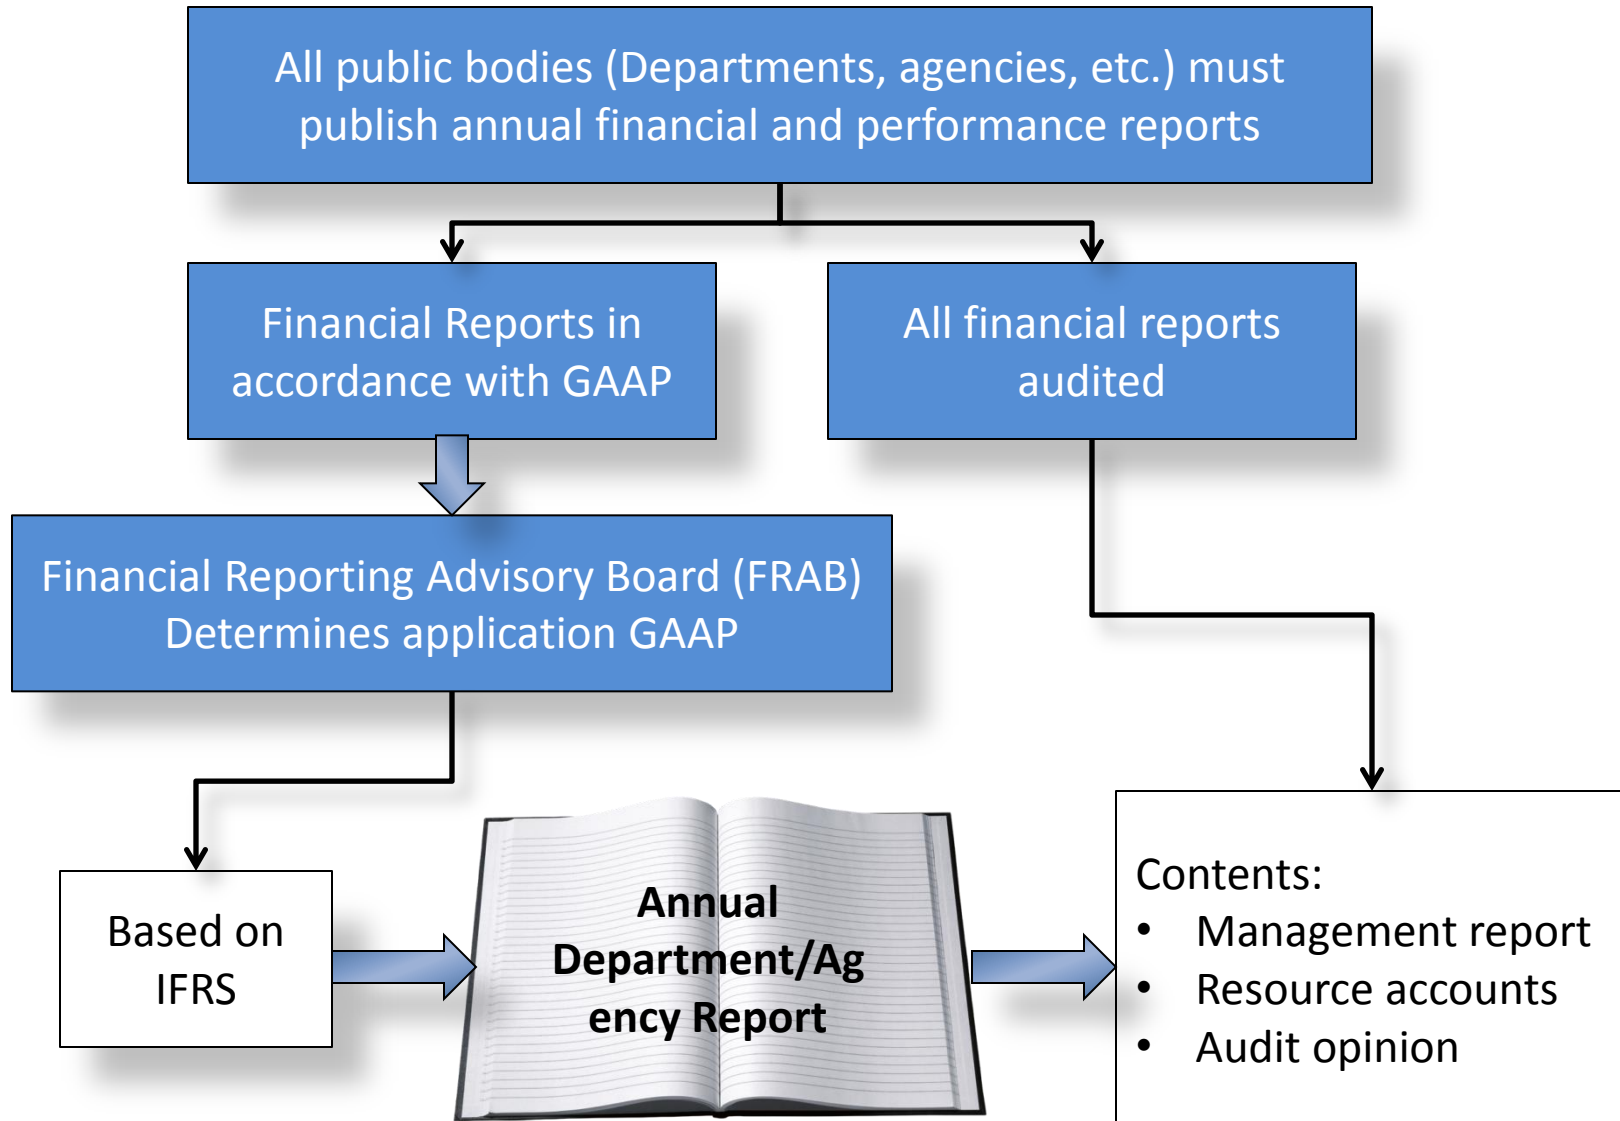 All public bodies (Departments, agencies, etc.) must
publish annual financial and performance reports
Financial Reports in
accordance with GAAP
All financial reports
audited
Financial Reporting Advisory Board (FRAB)
Determines application GAAP
Based on
IFRS
Annual
Department/Ag
ency Report
Contents:
• Management report
• Resource accounts
• Audit opinion